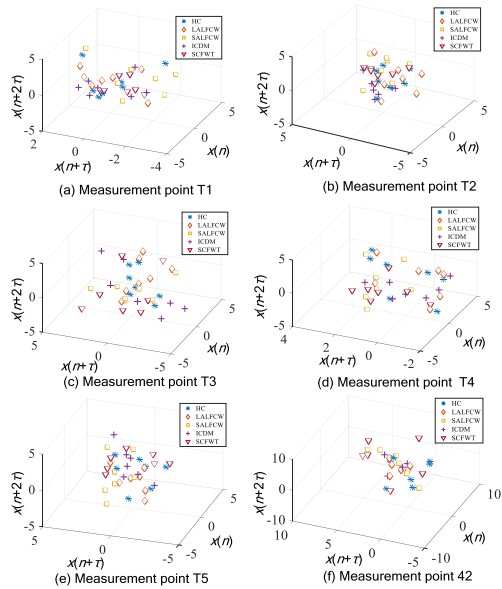 HC
LALFCW
SALFCW
ICDM
SCFWT
5
0
-5
2
0
-2
-4
-5
0
5
x(n+2τ)
x(n+τ)
x(n)
(a) Measurement point T1
HC
LALFCW
SALFCW
ICDM
SCFWT
5
0
-5
10
5
0
-5
-5
0
5
x(n+2τ)
x(n+τ)
x(n)
(b) Measurement point T2
HC
LALFCW
SALFCW
ICDM
SCFWT
5
0
-5
5
0
-5
-5
0
5
x(n+2τ)
x(n+τ)
x(n)
(c) Measurement point T3
HC
LALFCW
SALFCW
ICDM
SCFWT
5
0
-5
4
2
0
-2
-5
0
5
x(n+2τ)
x(n+τ)
x(n)
(d) Measurement point T4
HC
LALFCW
SALFCW
ICDM
SCFWT
5
0
-5
5
0
-5
-5
0
5
x(n+2τ)
x(n+τ)
x(n)
(e) Measurement point T5
HC
LALFCW
SALFCW
ICDM
SCFWT
10
0
-10
10
5
0
-5
-10
0
10
x(n+2τ)
x(n+τ)
x(n)
(f) Measurement point 42